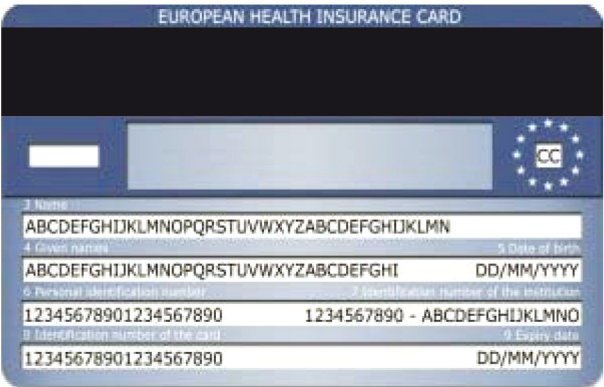 EUROPEAN HEALTH INSURANCE CARD
CC
3 Name
ABCDEFGHIJKLMNOPQRSTUVWXYZABCDEFGHIJKLMN
4 Given names 5 Date of birth
ABCDEFGHIJKLMNOPQRSTUVWXYZABCDEFGHI DD/MM/YYYY
6 Personal identification number 7 Identification number of the institution
12345678901234567890 1234567890 - ABCDEFGHIJKLMNO
8 Identification number of the card 9 Expiry date
12345678901234567890 DD/MM/YYYY